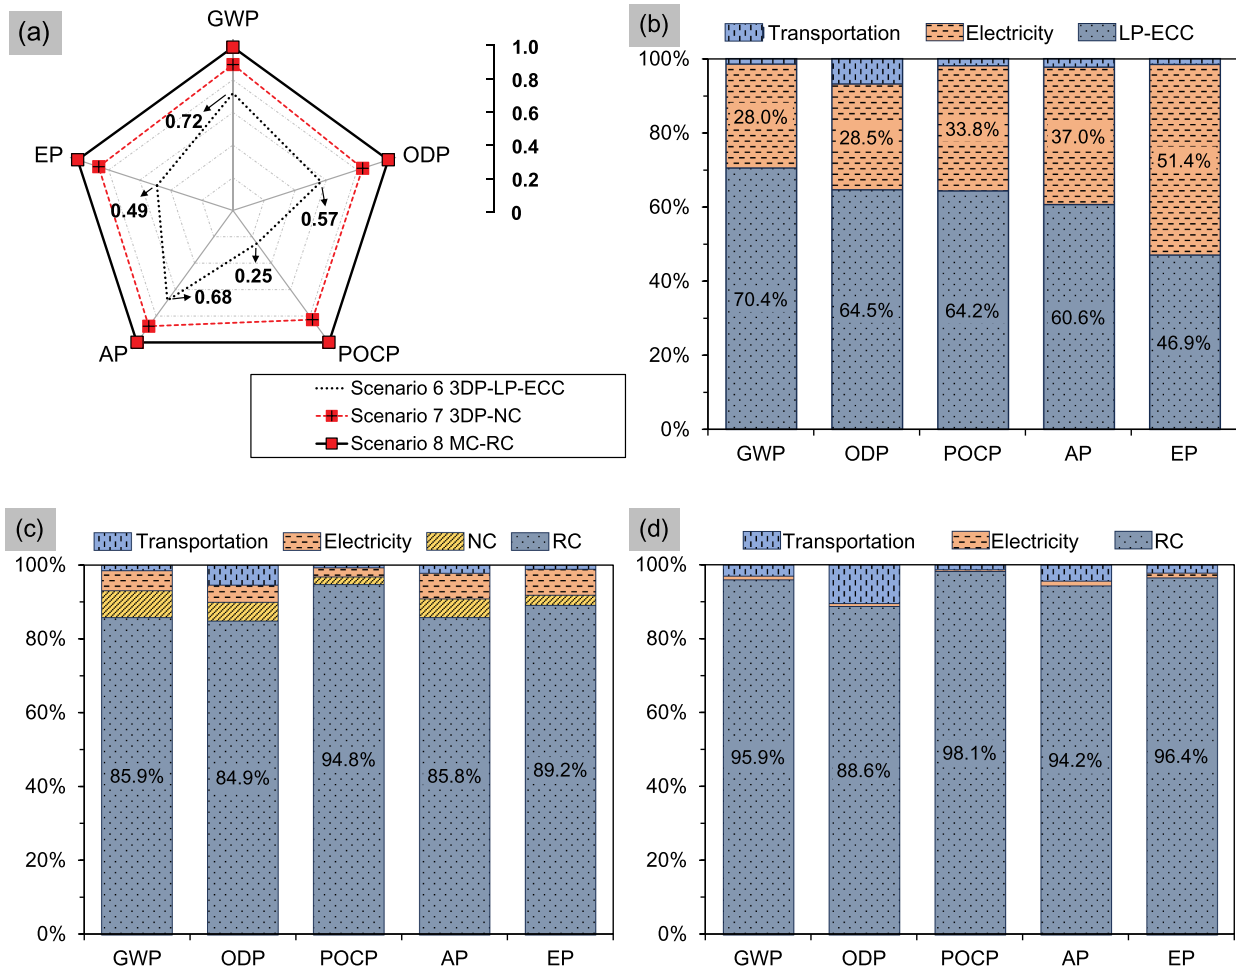 (a)
GWP
ODP
POCP
AP
EP
0.72
0.57
0.25
0.68
0.49
1.0
0.8
0.6
0.4
0.2
0
Scenario 6 3DP-LP-ECC
Scenario 7 3DP-NC
Scenario 8 MC-RC
(b)
Transportation Electricity LP-ECC
100%
80%
60%
40%
20%
0%
28.0% 28.5% 33.8% 37.0% 51.4%
70.4% 64.5% 64.2% 60.6% 46.9%
GWP ODP POCP AP EP
(c)
Transportation Electricity NC RC
100%
80%
60%
40%
20%
0%
85.9% 84.9% 94.8% 85.8% 89.2%
GWP ODP POCP AP EP
(d)
Transportation Electricity RC
100%
80%
60%
40%
20%
0%
95.9% 88.6% 98.1% 94.2% 96.4%
GWP ODP POCP AP EP